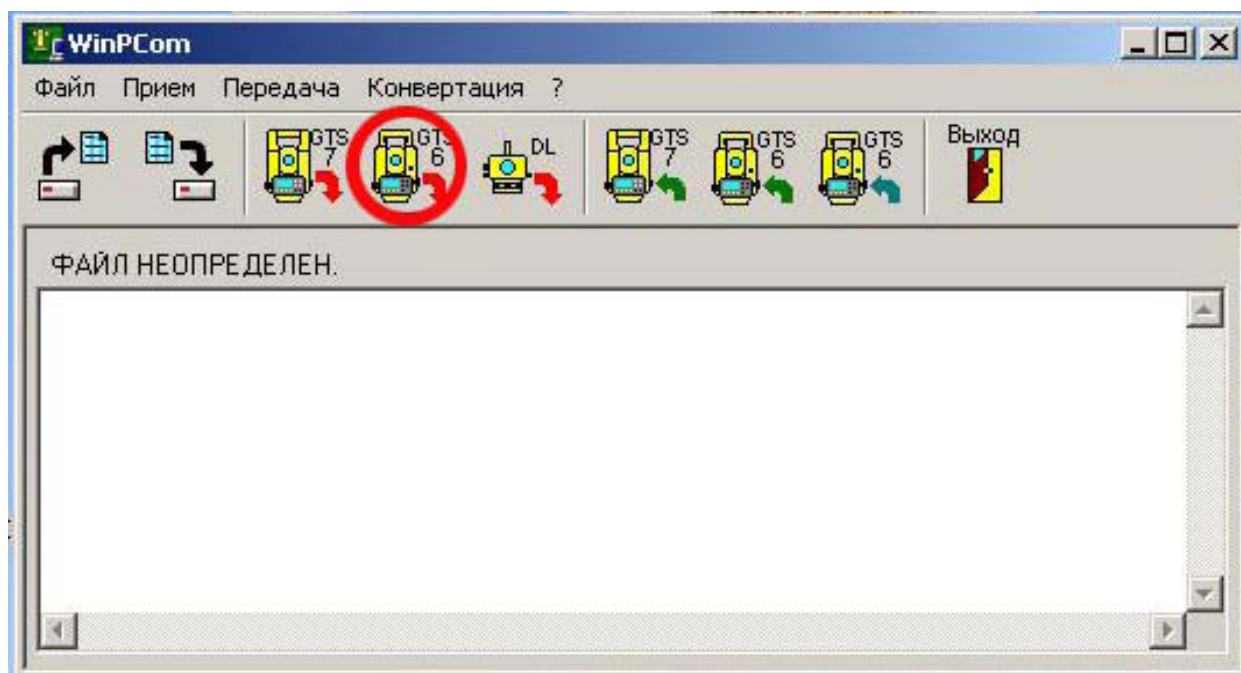 WinPCom
Файл Прием Передача Конвертация ?
GTS 7 GTS 6 DL GTS 7 GTS 6 GTS 6 Выход
ФАЙЛ НЕОПРЕДЕЛЕН.